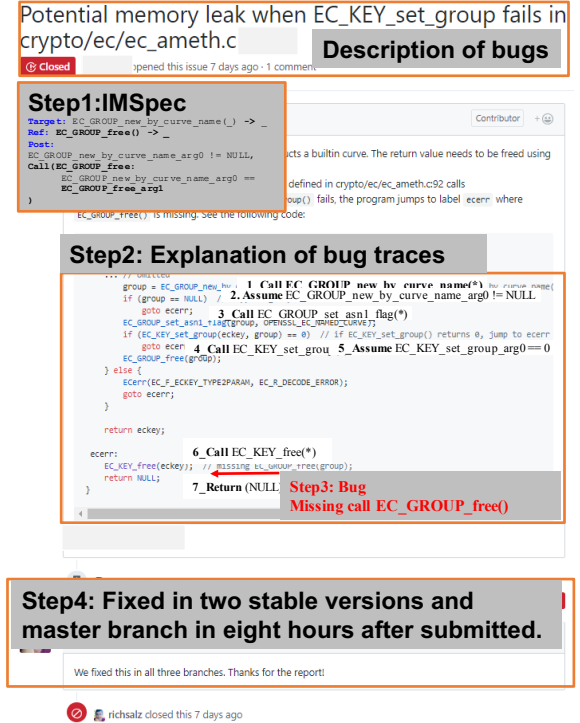 Potential memory leak when EC_KEY_set_group fails in
crypto/ec/ec_ameth.c
Description of bugs
Closed
opened this issue 7 days ago · 1 comment
Step1:IMSpec
Target: EC_GROUP_new_by_curve_name(_) -> _
Ref: EC_GROUP_free() -> _
Post:
EC_GROUP_new_by_curve_name_arg0 != NULL,
Call(EC_GROUP_free:
EC_GROUP_new_by_curve_name_arg0 ==
EC_GROUP_free_arg1
)
Contributor
cts a builtin curve. The return value needs to be freed using
defined in crypto/ec/ec_ameth.c:92 calls
oup() fails, the program jumps to label ecerr where
EC_GROUP_free() is missing. See the following code:
Step2: Explanation of bug traces
... // omitted
group = EC_GROUP_new_by_
1_Call EC_GROUP_new_by_curve_name(*)
if (group == NULL) /
2. Assume EC_GROUP_new_by_curve_name_arg0 != NULL
goto ecerr;
3_Call EC_GROUP_set_asn1_flag(*)
EC_GROUP_set_asn1_flag(group, OPENSSL_EC_NAMED_CURVE);
if (EC_KEY_set_group(eckey, group) == 0) // if EC_KEY_set_group() returns 0, jump to ecerr
goto ecerr
4_Call EC_KEY_set_grou
5_Assume EC_KEY_set_group_arg0 == 0
EC_GROUP_free(group);
} else {
ECerr(EC_F_ECKEY_TYPE2PARAM, EC_R_DECODE_ERROR);
goto ecerr;
}
return eckey;
ecerr:
6_Call EC_KEY_free(*)
EC_KEY_free(eckey); // missing EC_GROUP_free(group);
return NULL;
7_Return (NULL)
}
Step3: Bug
Missing call EC_GROUP_free()
Step4: Fixed in two stable versions and
master branch in eight hours after submitted.
We fixed this in all three branches. Thanks for the report!
richsalz closed this 7 days ago